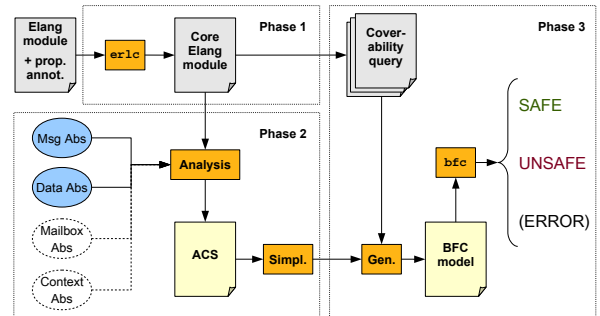 Elang
module
+ prop.
annot.
erlc
Core
Elang
module
Phase 1
Cover-
ability
query
Phase 3
Msg Abs
Data Abs
Mailbox
Abs
Context
Abs
Phase 2
Analysis
ACS
Simpl.
Gen.
BFC
model
bfc
SAFE
UNSAFE
(ERROR)